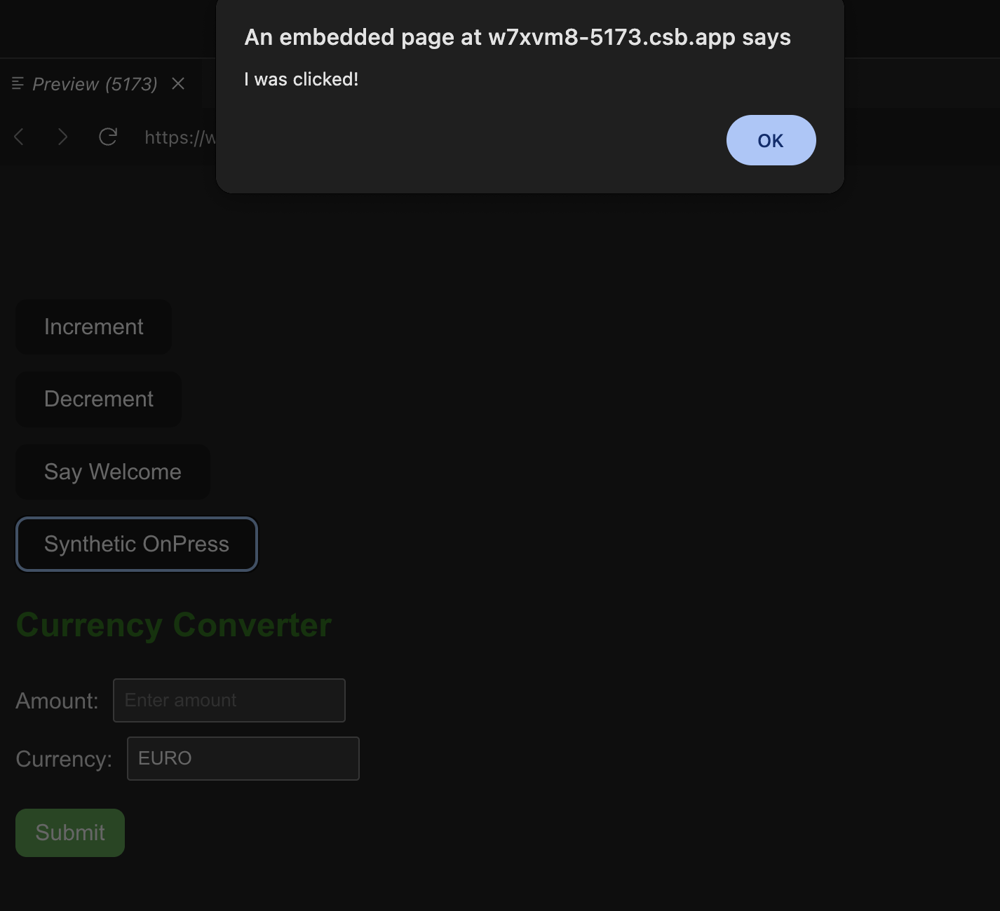 An embedded page at w7xvm8-5173.csb.app says
I was clicked!
OK
Preview (5173)
https://w
Increment
Decrement
Say Welcome
Synthetic OnPress
Currency Converter
Amount: Enter amount
Currency: EURO
Submit